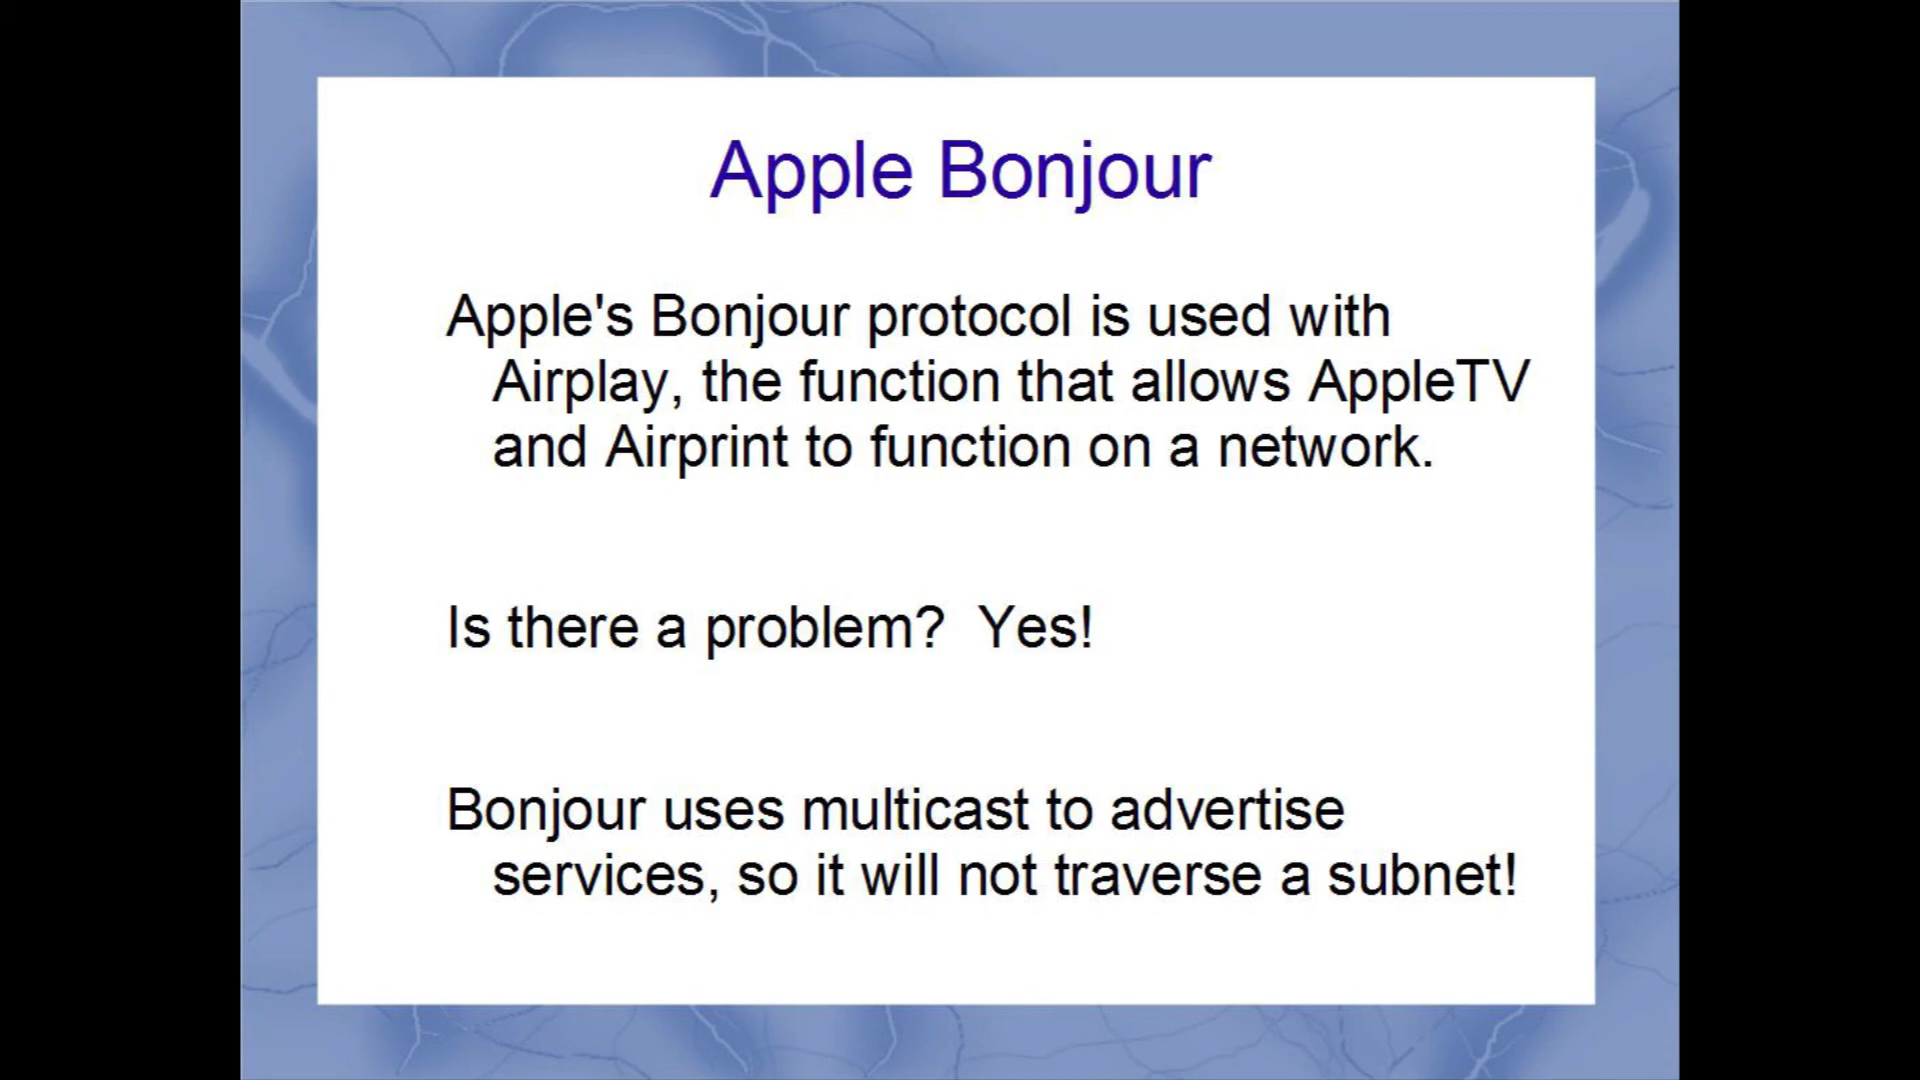 Apple Bonjour
Apple's Bonjour protocol is used with
Airplay, the function that allows AppleTV
and Airprint to function on a network.
Is there a problem?  Yes!
Bonjour uses multicast to advertise
services, so it will not traverse a subnet!